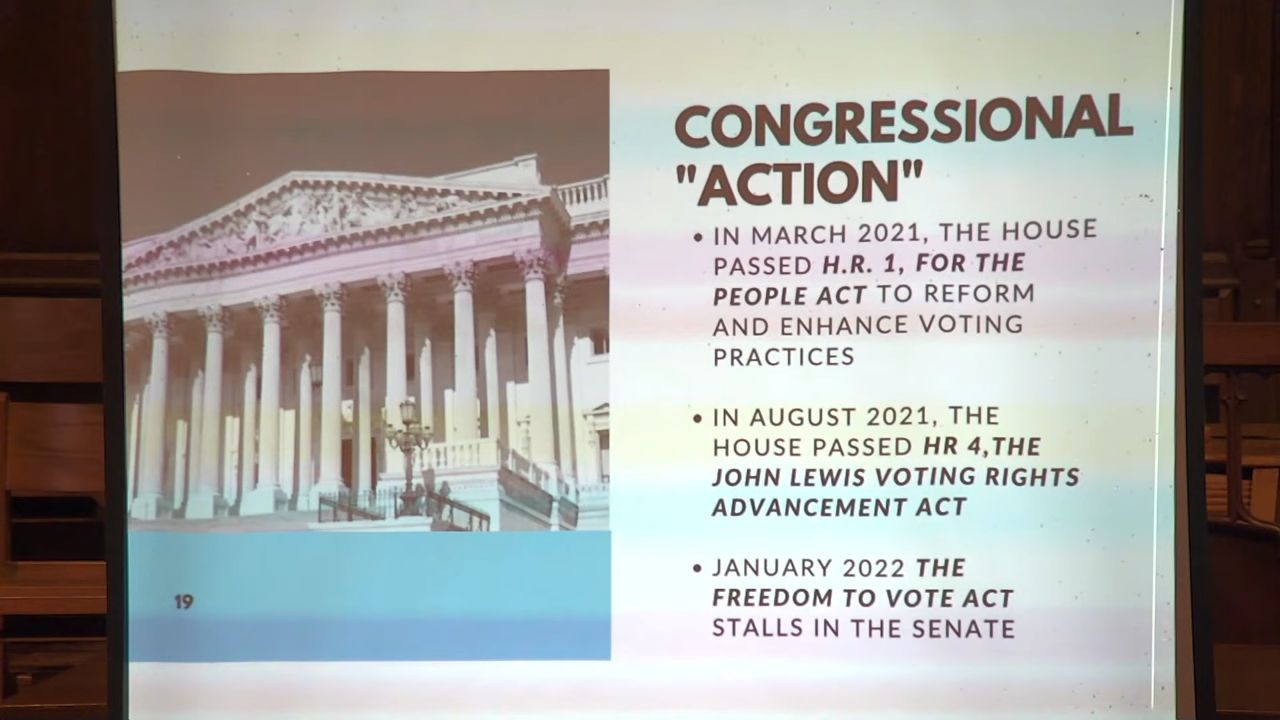 CONGRESSIONAL
"ACTION"
• IN MARCH 2021, THE HOUSE
PASSED H.R. 1, FOR THE
PEOPLE ACT TO REFORM
AND ENHANCE VOTING
PRACTICES
• IN AUGUST 2021, THE
HOUSE PASSED HR 4,THE
JOHN LEWIS VOTING RIGHTS
ADVANCEMENT ACT
• JANUARY 2022 THE
FREEDOM TO VOTE ACT
STALLS IN THE SENATE
19